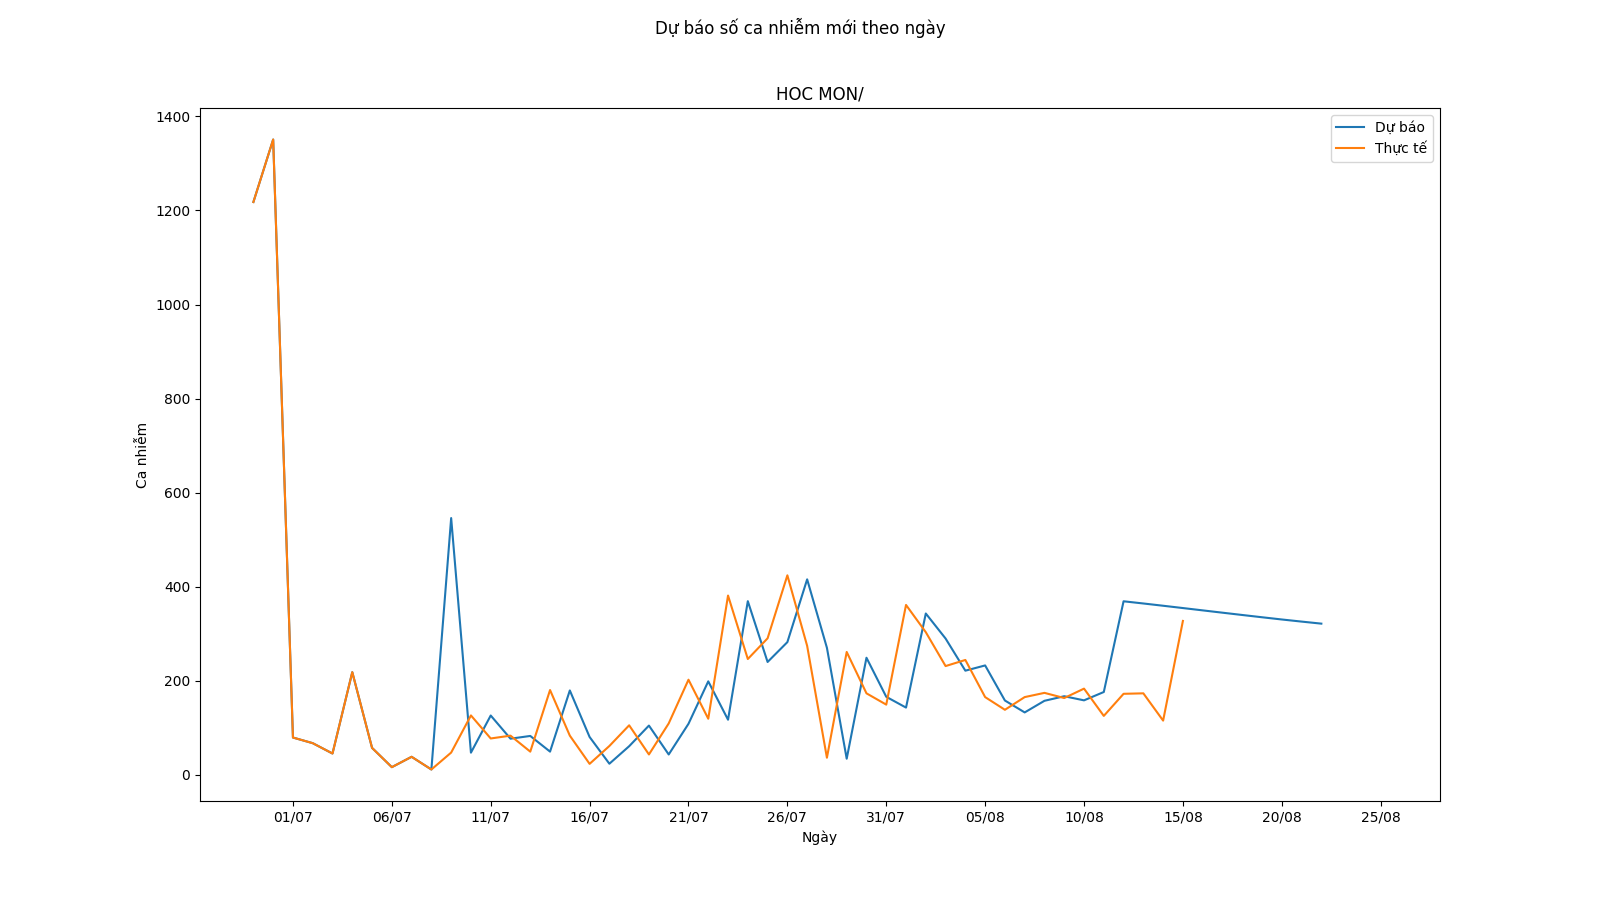 Dự báo số ca nhiễm mới theo ngày
HOC MON/
Dự báo
Thực tế
1400
1200
1000
800
600
400
200
0
Ca nhiễm
01/07 06/07 11/07 16/07 21/07 26/07 31/07 05/08 10/08 15/08 20/08 25/08
Ngày